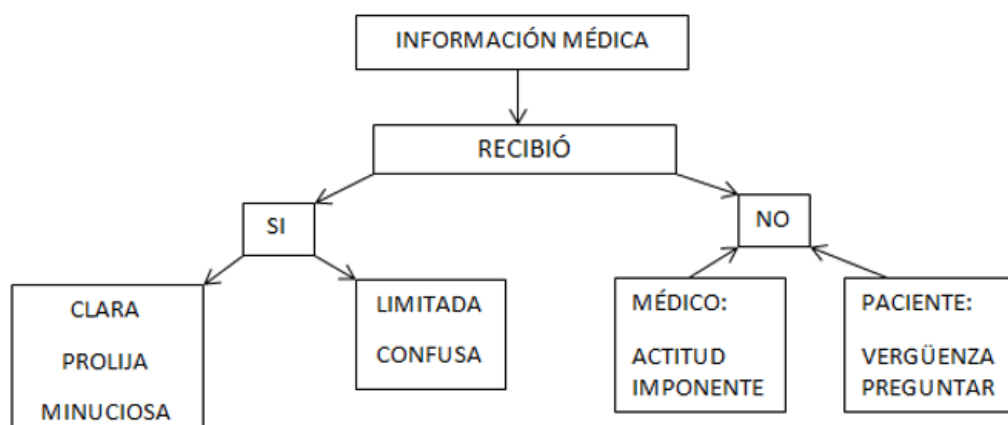 INFORMACIÓN MÉDICA
RECIBIÓ
SI
NO
CLARA
PROLIJA
MINUCIOSA
LIMITADA
CONFUSA
MÉDICO:
ACTITUD
IMPONENTE
PACIENTE:
VERGÜENZA
PREGUNTAR